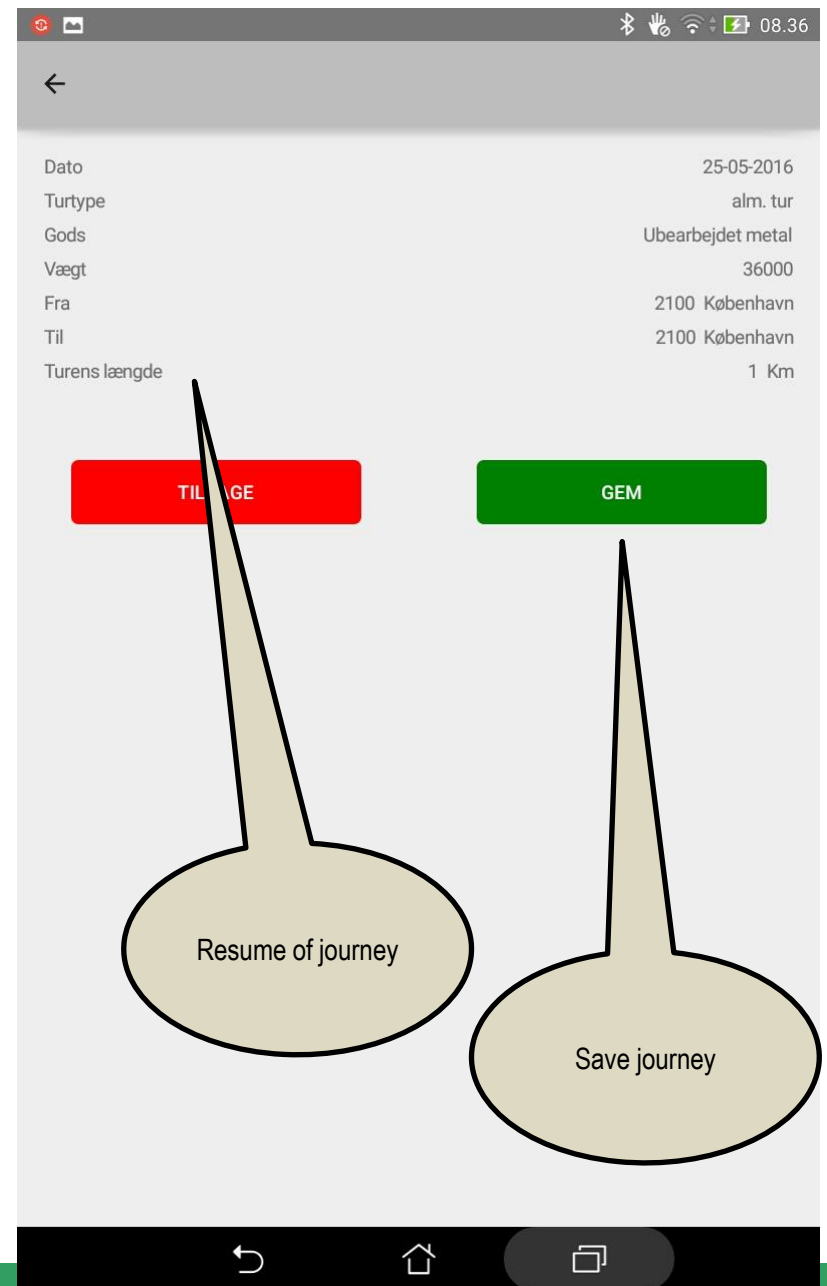 08.36
Dato 25-05-2016
Turtype alm. tur
Gods Ubearbejdet metal
Vægt 36000
Fra 2100 København
Til 2100 København
Turens længde 1 Km
GEM
Resume of journey
Save journey